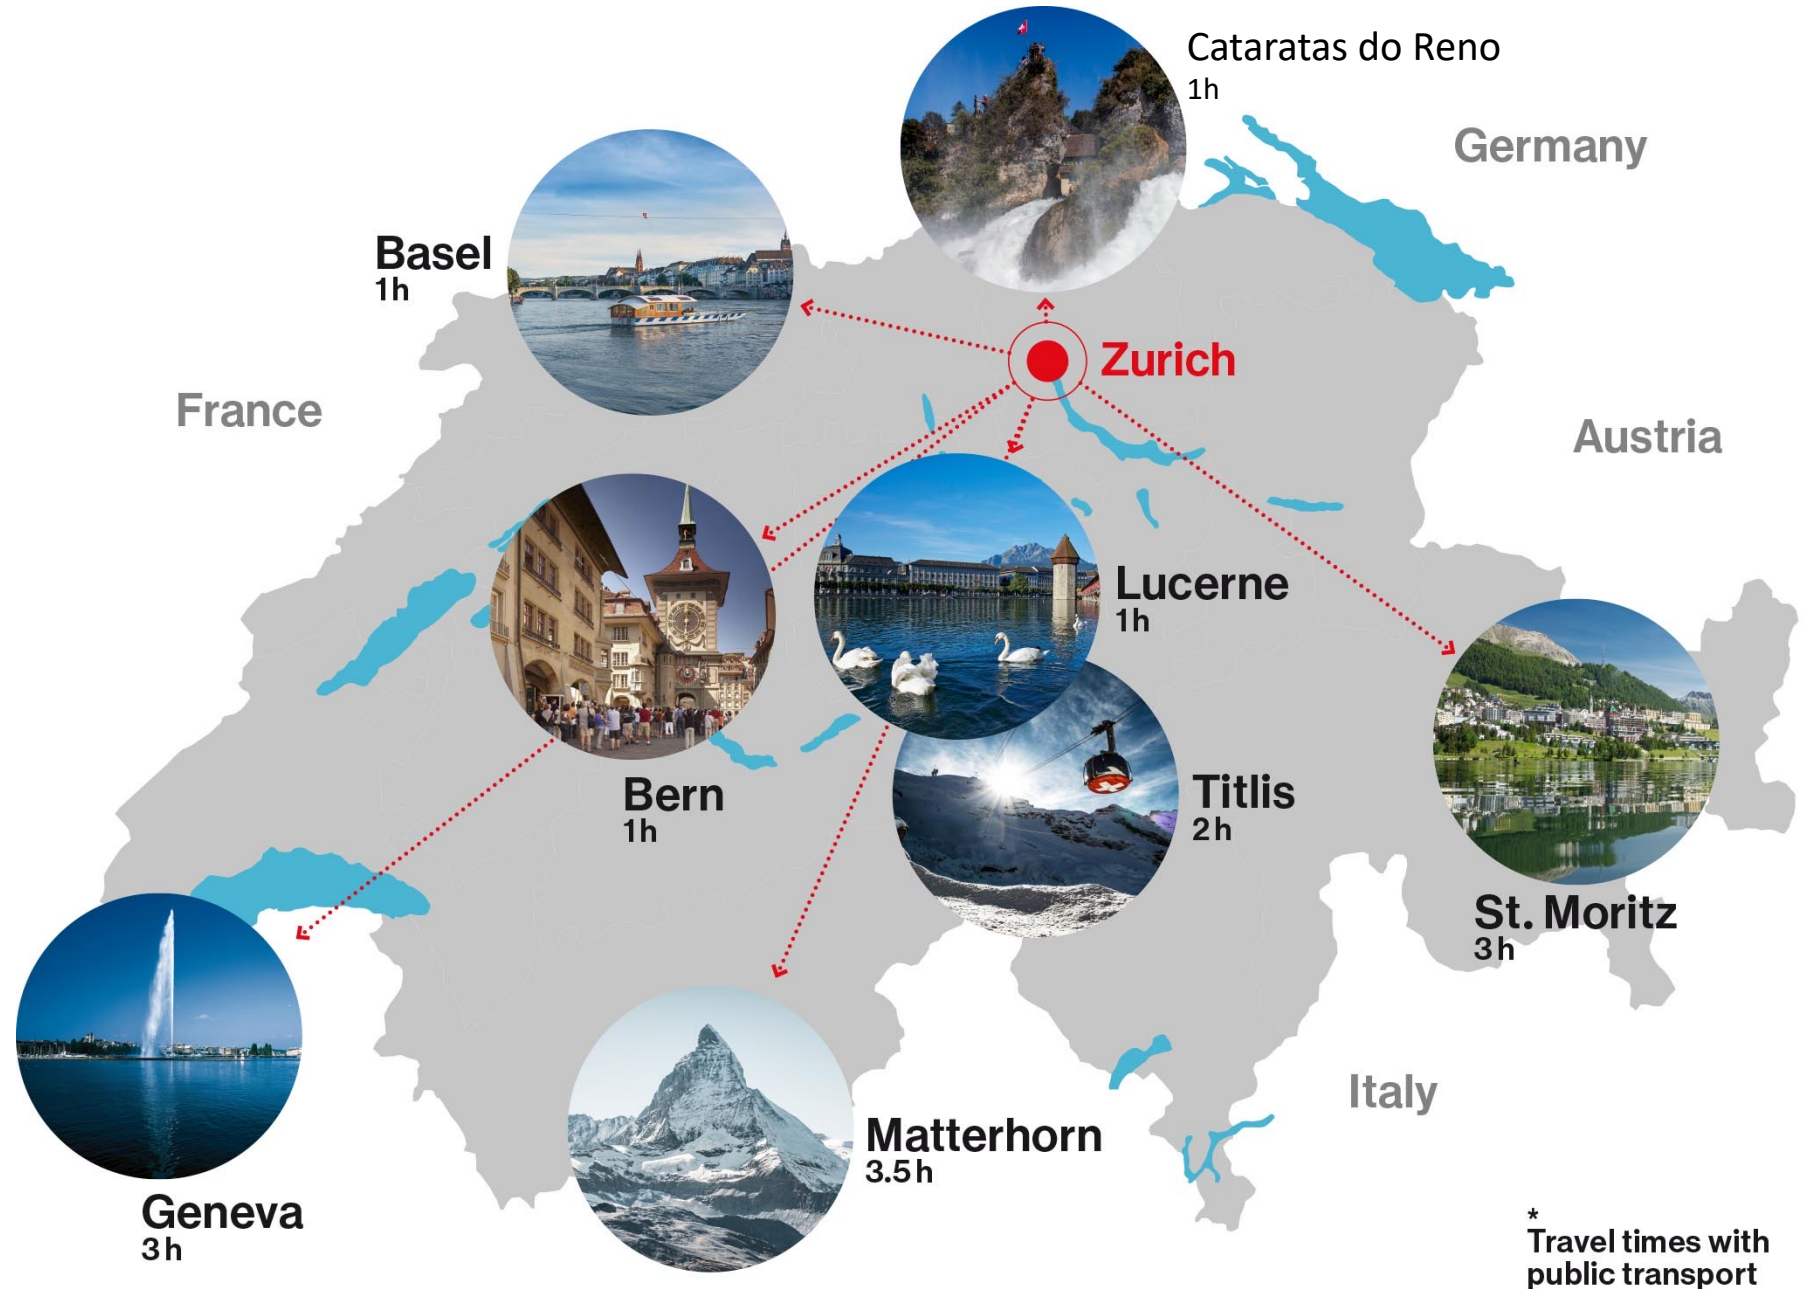 Cataratas do Reno
1h
Germany
Basel
1h
Zurich
France
Austria
Lucerne
1h
Bern
1h
Titlis
2h
St. Moritz
3h
Italy
Matterhorn
3.5h
Geneva
3h
*
Travel times with
public transport